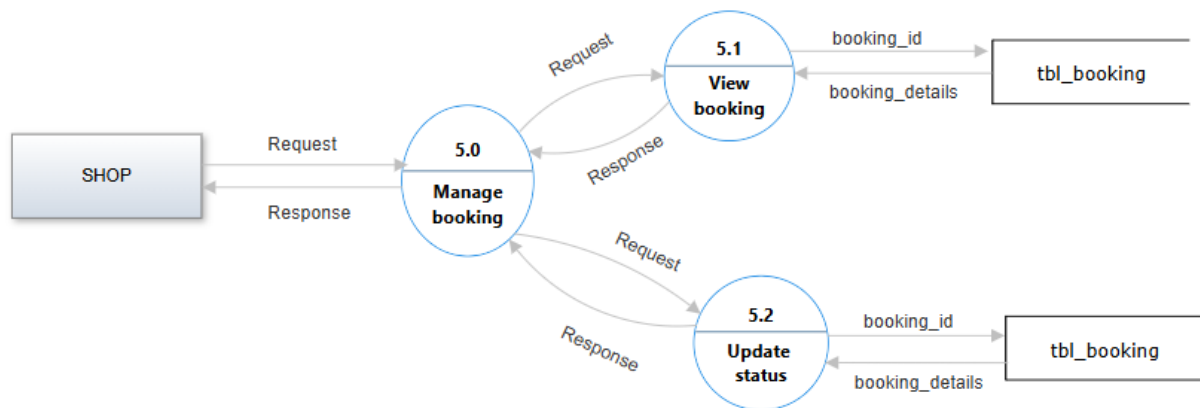 SHOP
Request
Response
5.0
Manage
booking
Request
Response
5.1
View
booking
booking_id
booking_details
tbl_booking
Request
Response
5.2
Update
status
booking_id
booking_details
tbl_booking